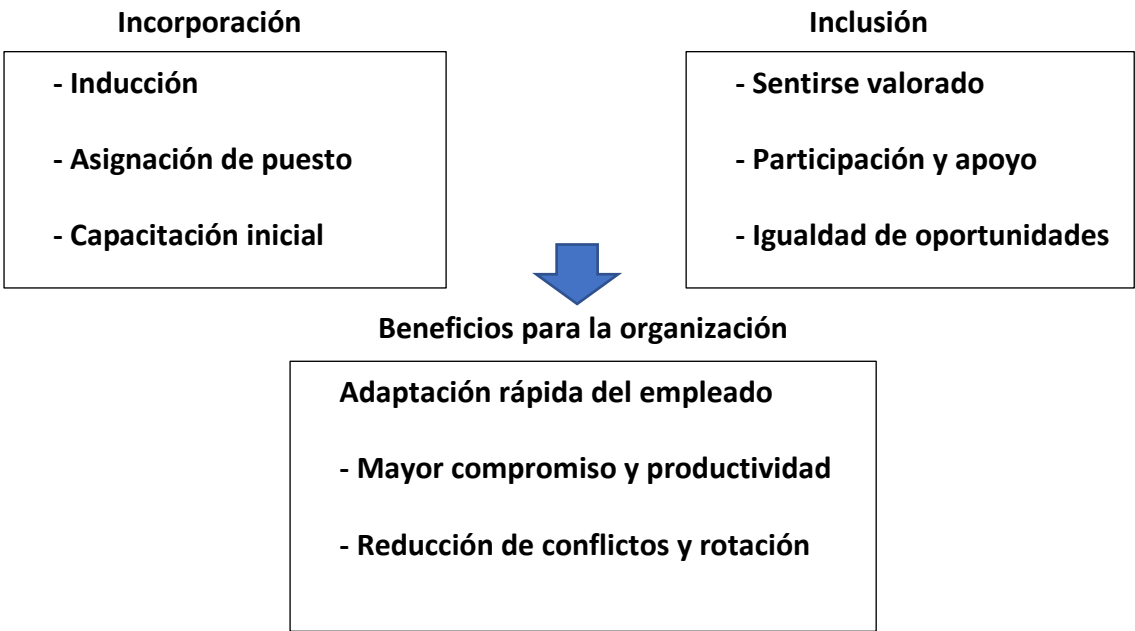 Incorporación
- Inducción
- Asignación de puesto
- Capacitación inicial
Inclusión
- Sentirse valorado
- Participación y apoyo
- Igualdad de oportunidades
Beneficios para la organización
Adaptación rápida del empleado
- Mayor compromiso y productividad
- Reducción de conflictos y rotación